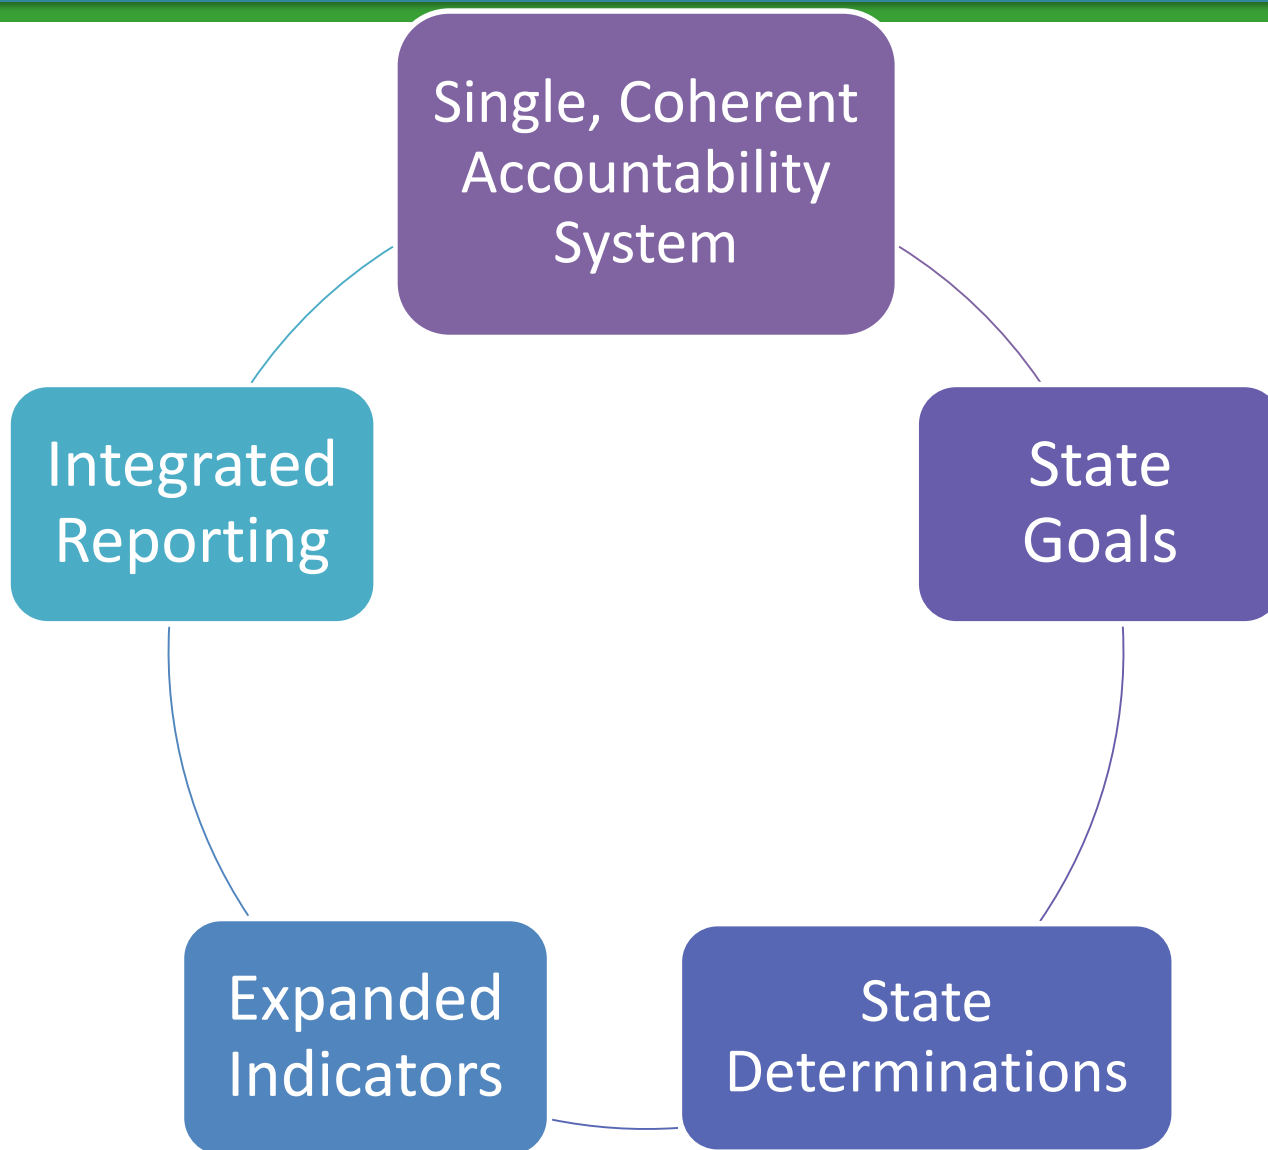 Single, Coherent
Accountability
System
State
Goals
State
Determinations
Expanded
Indicators
Integrated
Reporting